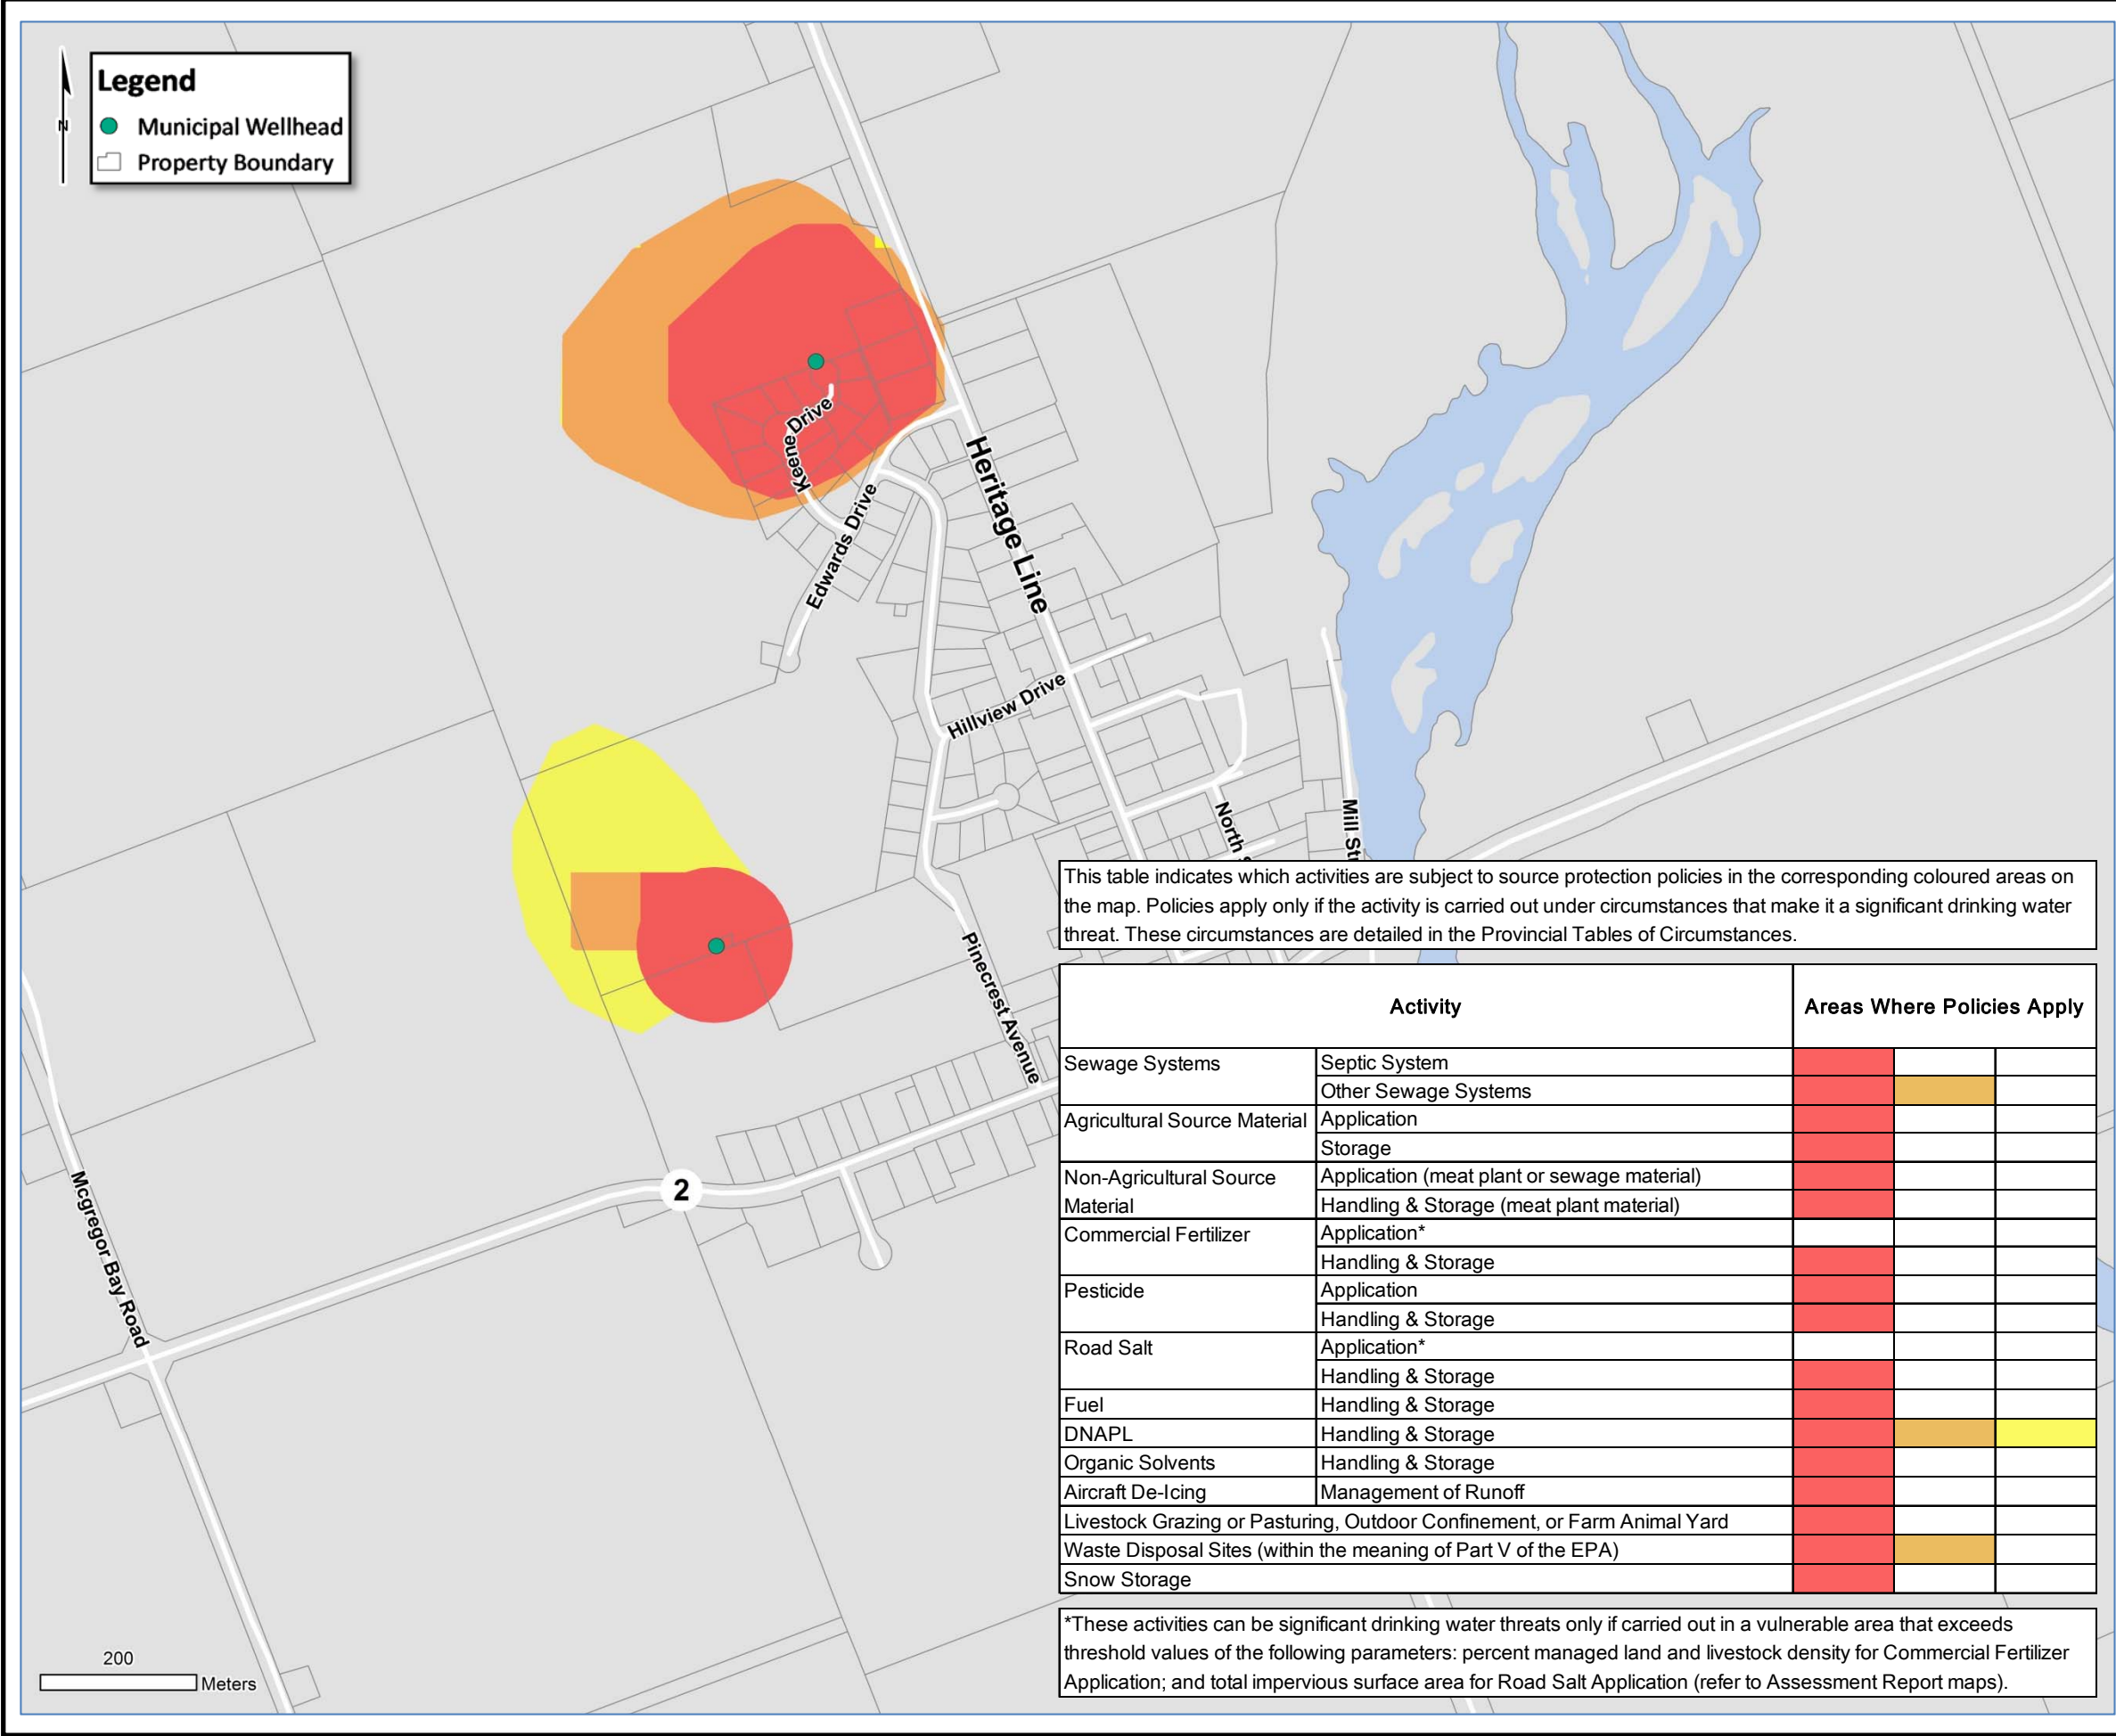 Legend
N
Municipal Wellhead
Property Boundary
Keene Drive
Edwards Drive
Heritage Line
Hillview Drive
North
Mill
Pinecrest Avenue
2
Mcgregor Bay Road
200
Meters
This table indicates which activities are subject to source protection policies in the corresponding coloured areas on
the map. Policies apply only if the activity is carried out under circumstances that make it a significant drinking water
threat. These circumstances are detailed in the Provincial Tables of Circumstances.
Activity Areas Where Policies Apply
Sewage Systems Septic System
Other Sewage Systems
Agricultural Source Material Application
Storage
Non-Agricultural Source Application (meat plant or sewage material)
Material Handling & Storage (meat plant material)
Commercial Fertilizer Application*
Handling & Storage
Pesticide Application
Handling & Storage
Road Salt Application*
Handling & Storage
Fuel Handling & Storage
DNAPL Handling & Storage
Organic Solvents Handling & Storage
Aircraft De-Icing Management of Runoff
Livestock Grazing or Pasturing, Outdoor Confinement, or Farm Animal Yard
Waste Disposal Sites (within the meaning of Part V of the EPA)
Snow Storage
*These activities can be significant drinking water threats only if carried out in a vulnerable area that exceeds
threshold values of the following parameters: percent managed land and livestock density for Commercial Fertilizer
Application; and total impervious surface area for Road Salt Application (refer to Assessment Report maps).